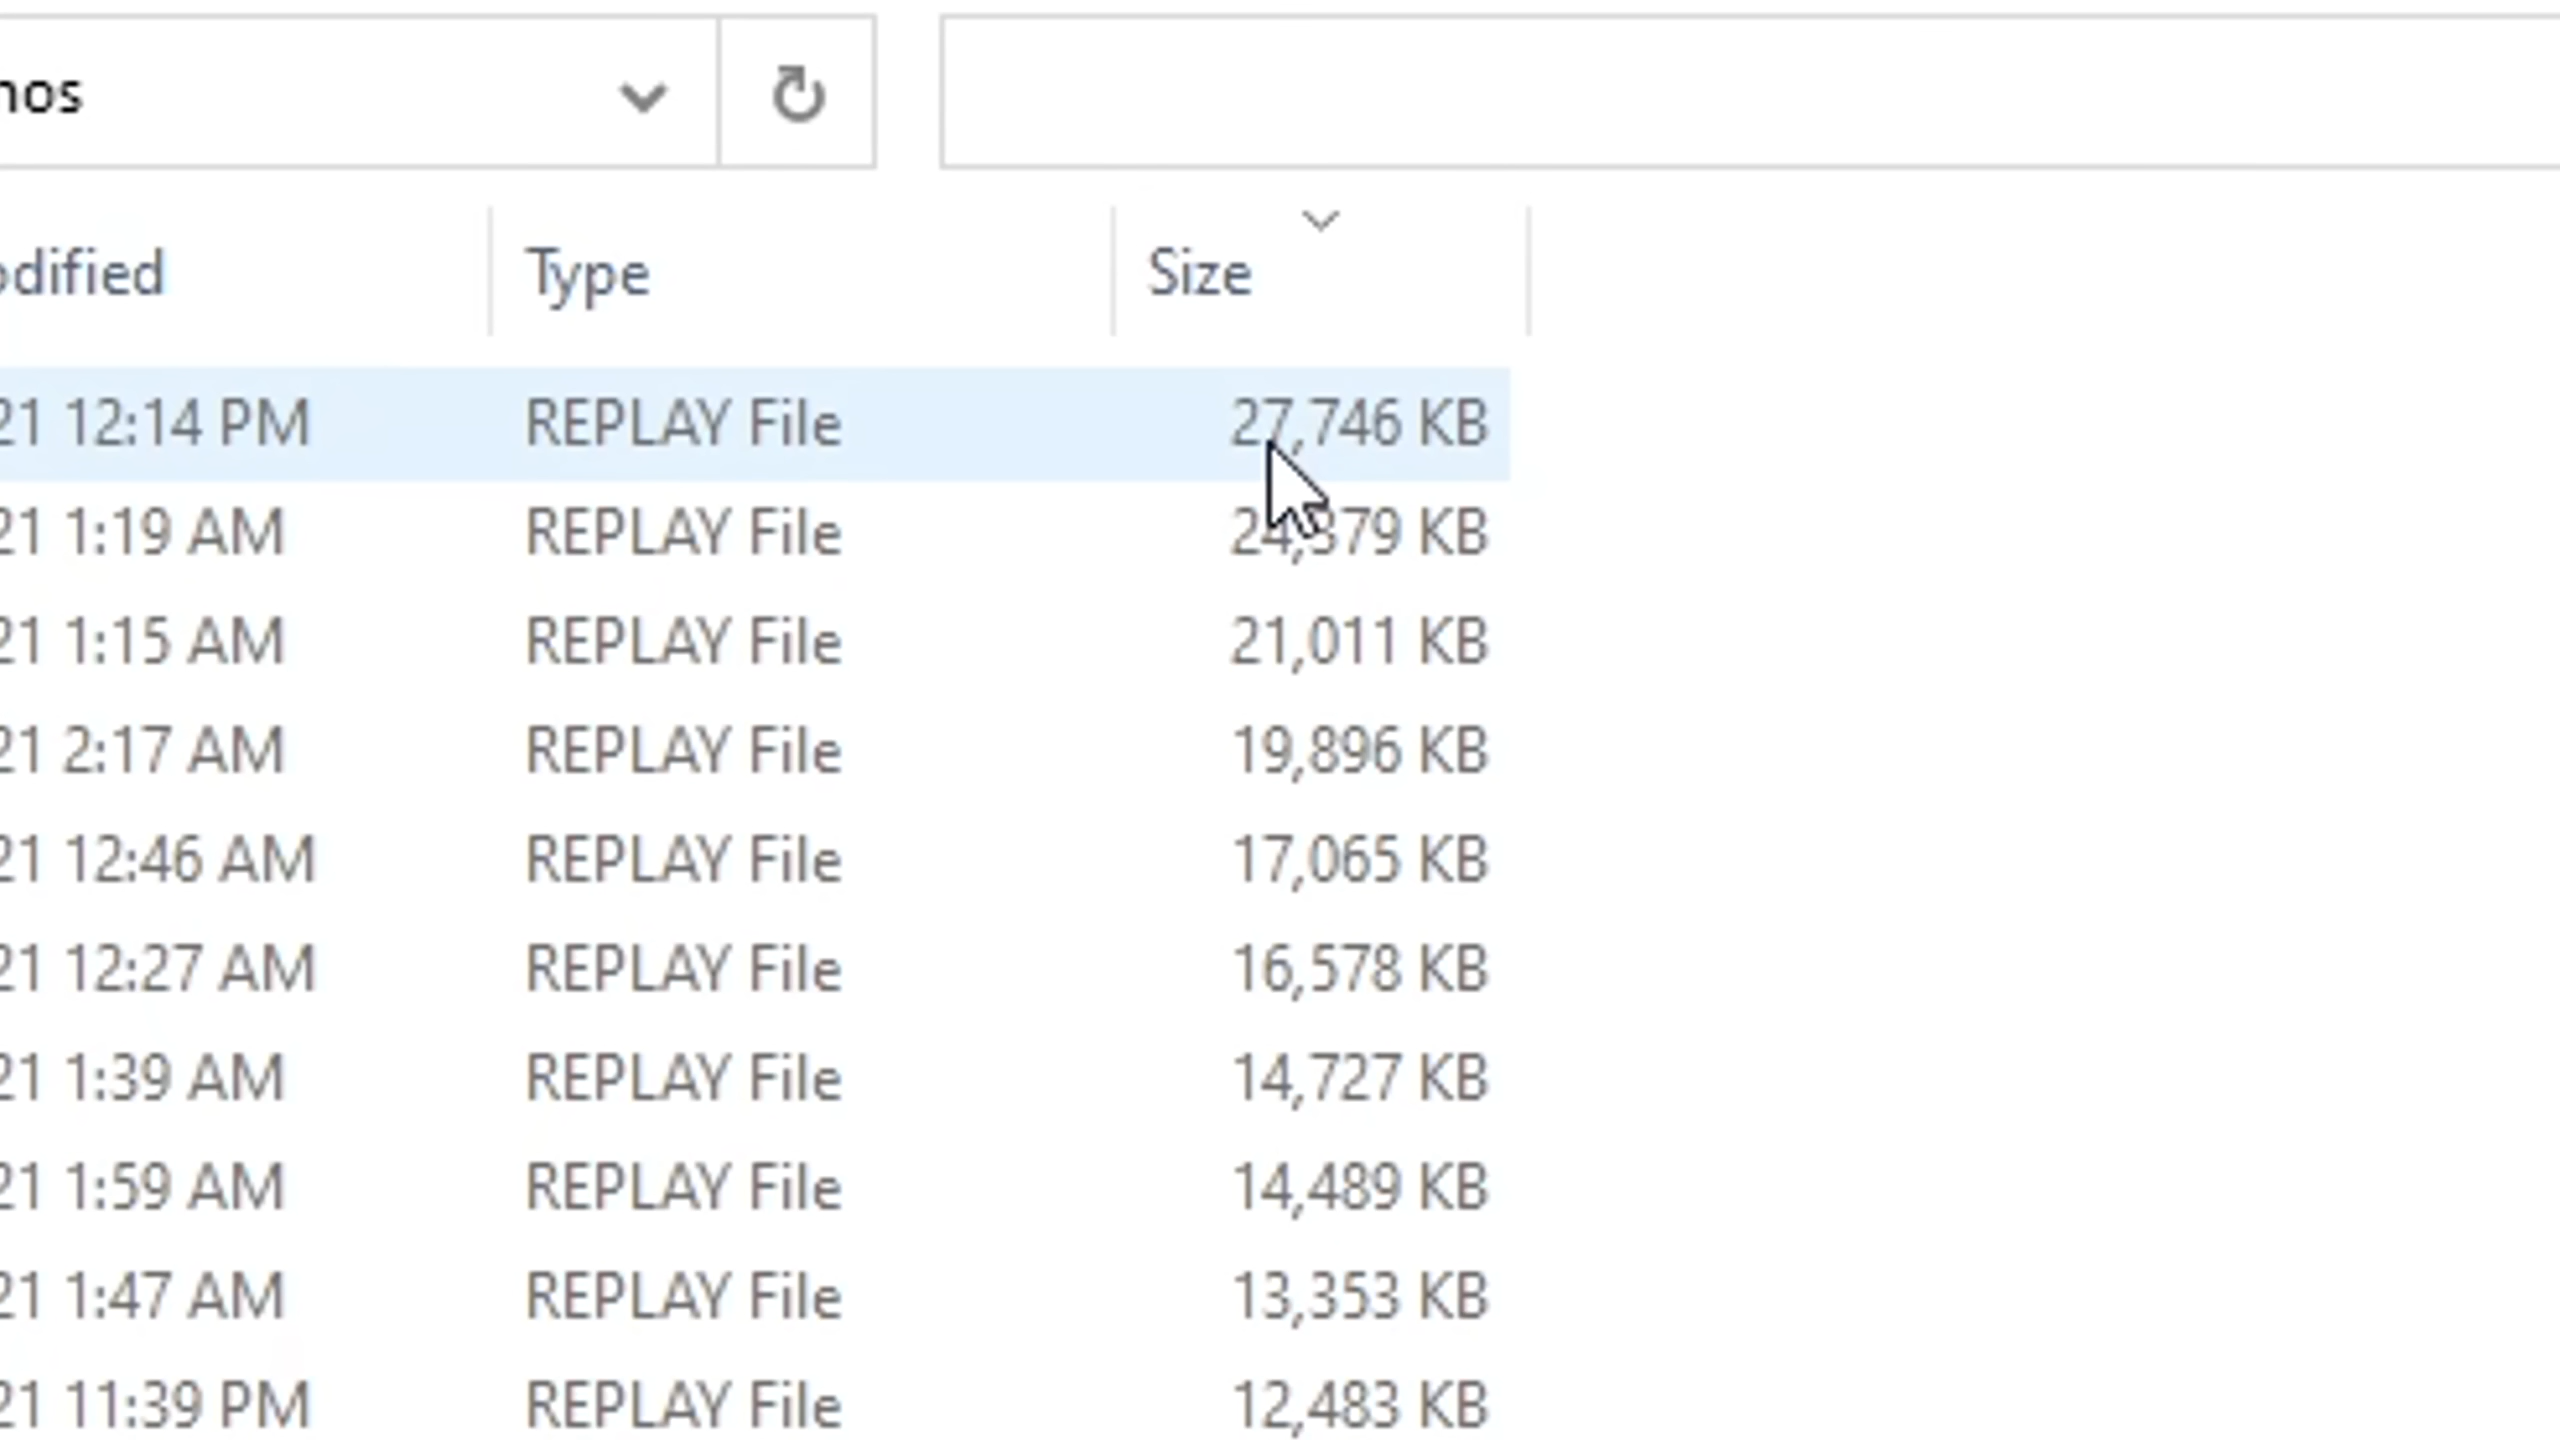 nos
odified Type Size
21 12:14 PM REPLAY File 27,746 KB
21 1:19 AM REPLAY File 24,379 KB
21 1:15 AM REPLAY File 21,011 KB
21 2:17 AM REPLAY File 19,896 KB
21 12:46 AM REPLAY File 17,065 KB
21 12:27 AM REPLAY File 16,578 KB
21 1:39 AM REPLAY File 14,727 KB
21 1:59 AM REPLAY File 14,489 KB
21 1:47 AM REPLAY File 13,353 KB
21 11:39 PM REPLAY File 12,483 KB